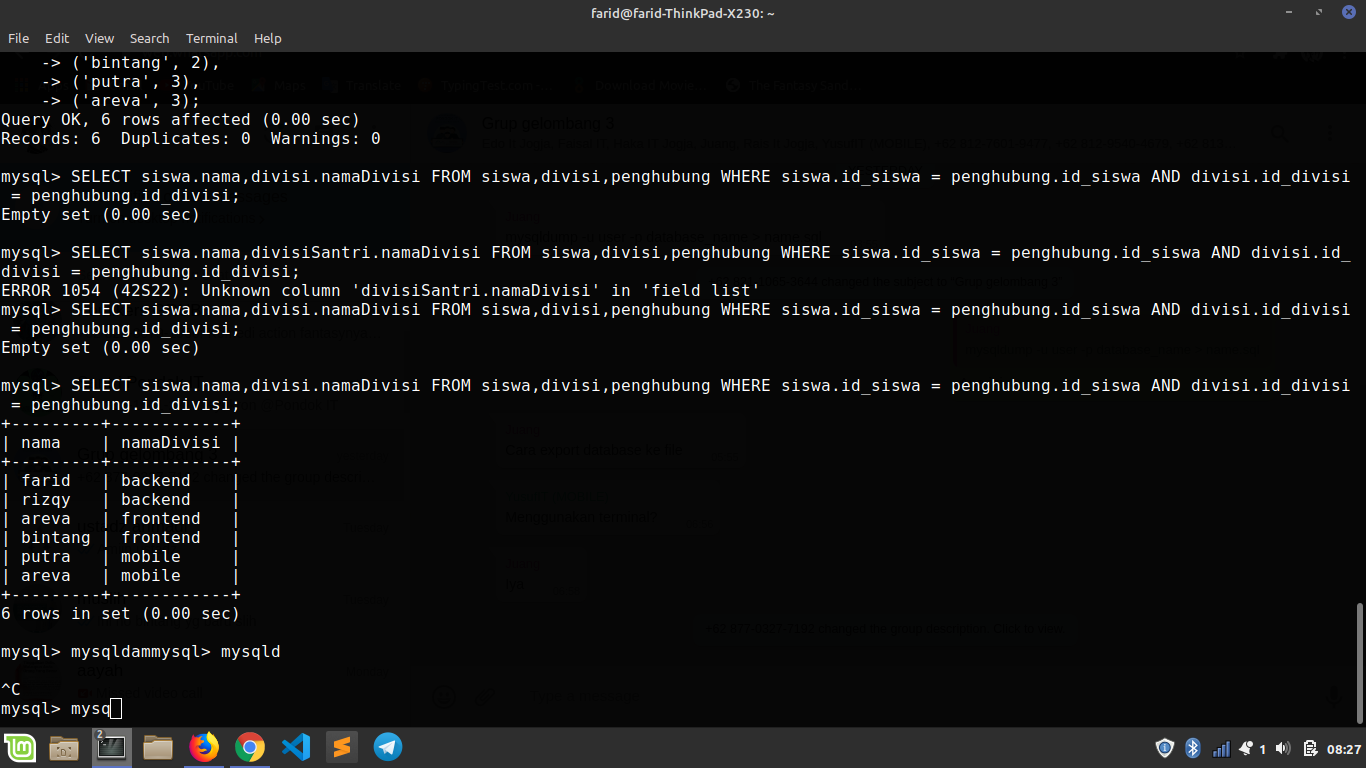 farid@farid-ThinkPad-X230: ~
File Edit View Search Terminal Help
    -> ('bintang', 2),
    -> ('putra', 3),
    -> ('areva', 3);
Query OK, 6 rows affected (0.00 sec)
Records: 6  Duplicates: 0  Warnings: 0
mysql> SELECT siswa.nama,divisi.namaDivisi FROM siswa,divisi,penghubung WHERE siswa.id_siswa = penghubung.id_siswa AND divisi.id_divisi
 = penghubung.id_divisi;
Empty set (0.00 sec)
mysql> SELECT siswa.nama,divisiSantri.namaDivisi FROM siswa,divisi,penghubung WHERE siswa.id_siswa = penghubung.id_siswa AND divisi.id_
divisi = penghubung.id_divisi;
ERROR 1054 (42S22): Unknown column 'divisiSantri.namaDivisi' in 'field list'
mysql> SELECT siswa.nama,divisi.namaDivisi FROM siswa,divisi,penghubung WHERE siswa.id_siswa = penghubung.id_siswa AND divisi.id_divisi
 = penghubung.id_divisi;
Empty set (0.00 sec)
mysql> SELECT siswa.nama,divisi.namaDivisi FROM siswa,divisi,penghubung WHERE siswa.id_siswa = penghubung.id_siswa AND divisi.id_divisi
 = penghubung.id_divisi;
+---------+------------+
| nama    | namaDivisi |
+---------+------------+
| farid   | backend    |
| rizqy   | backend    |
| areva   | frontend   |
| bintang | frontend   |
| putra   | mobile     |
| areva   | mobile     |
+---------+------------+
6 rows in set (0.00 sec)
mysql> mysqldammysql> mysqld
^C
mysql> mysq
2
1 08:27